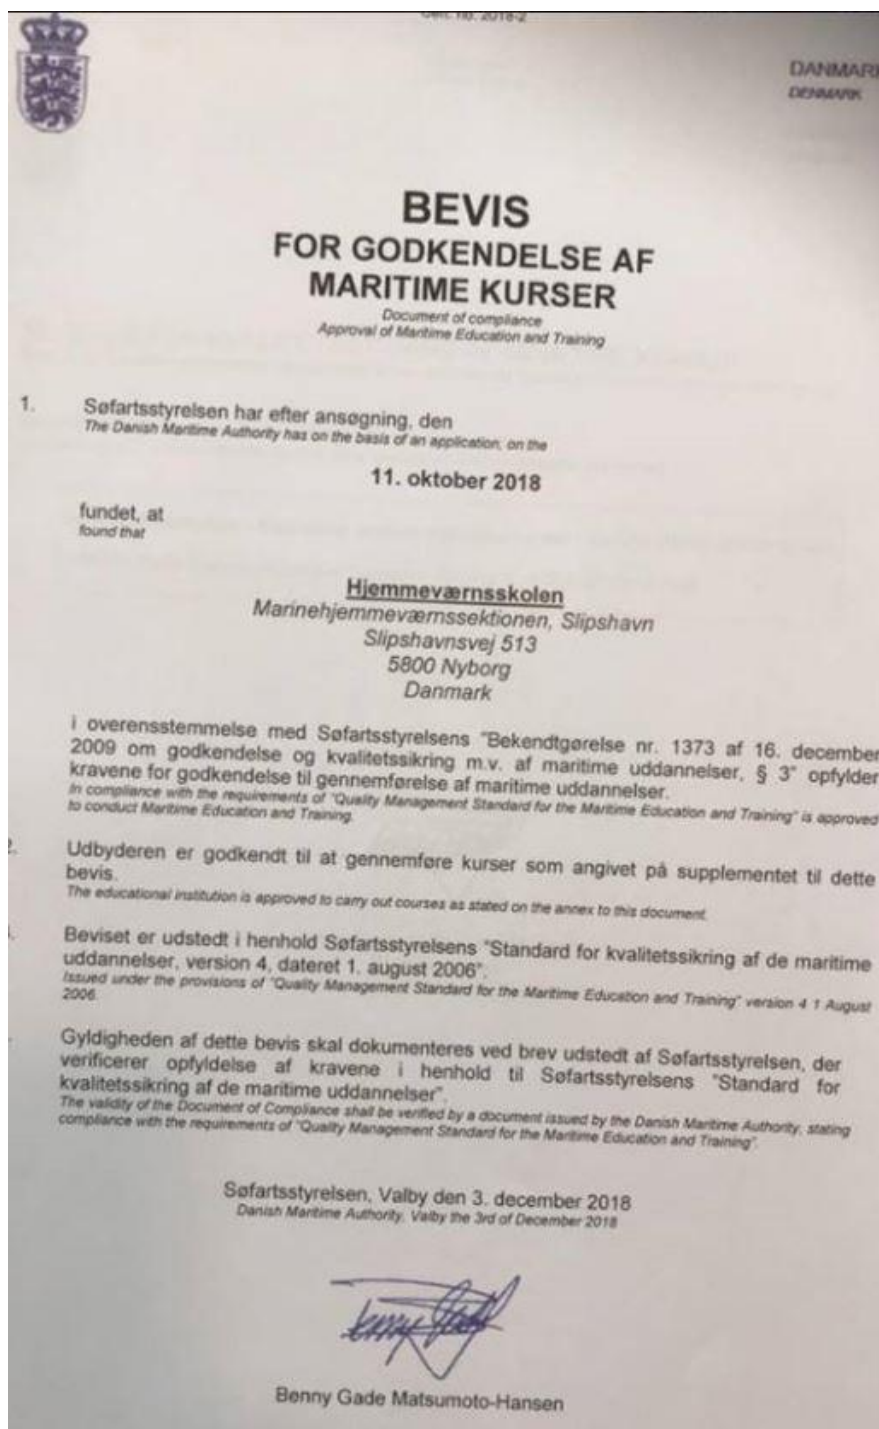 Cert. no. 2018-2
DANMARK
DENMARK
BEVIS
FOR GODKENDELSE AF
MARITIME KURSER
Document of compliance
Approval of Maritime Education and Training
1. Søfartsstyrelsen har efter ansøgning, den
The Danish Maritime Authority has on the basis of an application, on the
11. oktober 2018
fundet, at
found that
Hjemmeværnsskolen
Marinehjemmeværnssektionen, Slipshavn
Slipshavnsvej 513
5800 Nyborg
Danmark
i overensstemmelse med Søfartsstyrelsens "Bekendtgørelse nr. 1373 af 16. december
2009 om godkendelse og kvalitetssikring m.v. af maritime uddannelser, § 3" opfylder
kravene for godkendelse til gennemførelse af maritime uddannelser.
In compliance with the requirements of "Quality Management Standard for the Maritime Education and Training" is approved
to conduct Maritime Education and Training.
2. Udbyderen er godkendt til at gennemføre kurser som angivet på supplementet til dette
bevis.
The educational institution is approved to carry out courses as stated on the annex to this document.
Beviset er udstedt i henhold Søfartsstyrelsens "Standard for kvalitetssikring af de maritime
uddannelser, version 4, dateret 1. august 2006".
Issued under the provisions of "Quality Management Standard for the Maritime Education and Training" version 4 1 August
2006.
Gyldigheden af dette bevis skal dokumenteres ved brev udstedt af Søfartsstyrelsen, der
verificerer opfyldelse af kravene i henhold til Søfartsstyrelsens "Standard for
kvalitetssikring af de maritime uddannelser".
The validity of the Document of Compliance shall be verified by a document issued by the Danish Maritime Authority, stating
compliance with the requirements of "Quality Management Standard for the Maritime Education and Training".
Søfartsstyrelsen, Valby den 3. december 2018
Danish Maritime Authority, Valby the 3rd of December 2018
Benny Gade Matsumoto-Hansen